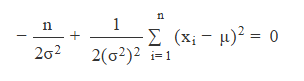 − n/2σ² + 1/2(σ²)² n∑i=1 (xᵢ − μ)² = 0